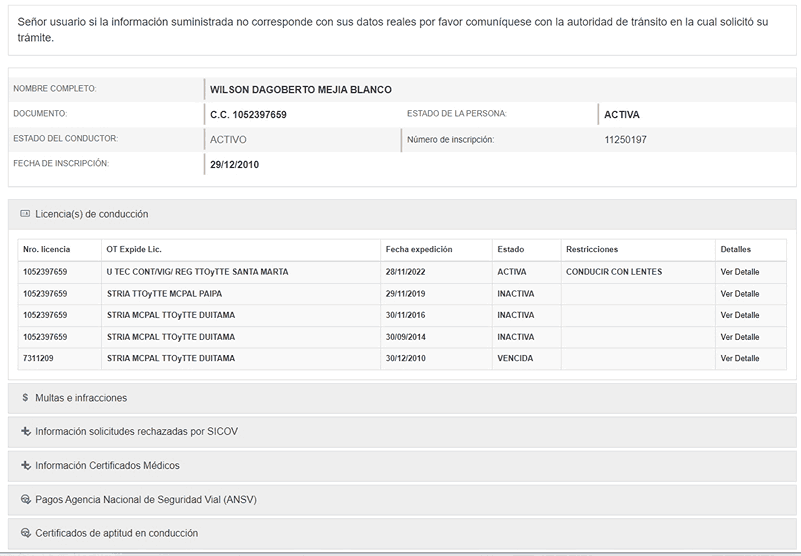 Señor usuario si la información suministrada no corresponde con sus datos reales por favor comuníquese con la autoridad de tránsito en la cual solicitó su
trámite.
NOMBRE COMPLETO: WILSON DAGOBERTO MEJIA BLANCO
DOCUMENTO: C.C. 1052397659 ESTADO DE LA PERSONA: ACTIVA
ESTADO DEL CONDUCTOR: ACTIVO Número de inscripción: 11250197
FECHA DE INSCRIPCIÓN: 29/12/2010
Licencia(s) de conducción
Nro. licencia OT Expide Lic. Fecha expedición Estado Restricciones Detalles
1052397659 U TEC CONT/VIG/ REG TTOyTTE SANTA MARTA 28/11/2022 ACTIVA CONDUCIR CON LENTES Ver Detalle
1052397659 STRIA TTOyTTE MCPAL PAIPA 29/11/2019 INACTIVA Ver Detalle
1052397659 STRIA MCPAL TTOyTTE DUITAMA 30/11/2016 INACTIVA Ver Detalle
1052397659 STRIA MCPAL TTOyTTE DUITAMA 30/09/2014 INACTIVA Ver Detalle
7311209 STRIA MCPAL TTOyTTE DUITAMA 30/12/2010 VENCIDA Ver Detalle
$ Multas e infracciones
Información solicitudes rechazadas por SICOV
Información Certificados Médicos
Pagos Agencia Nacional de Seguridad Vial (ANSV)
Certificados de aptitud en conducción